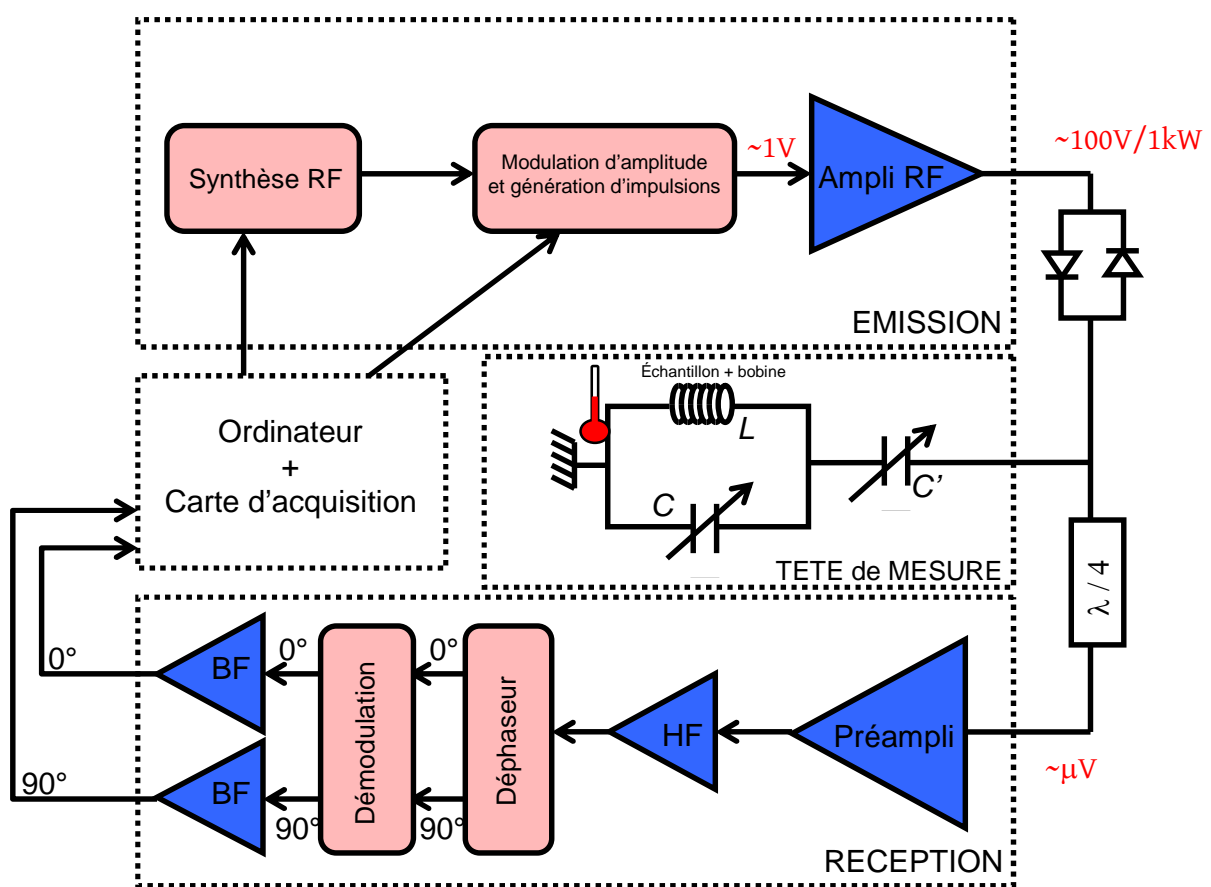 Synthèse RF
Modulation d'amplitude
et génération d'impulsions
~1V
Ampli RF
~100V/1kW
EMISSION
Ordinateur
+
Carte d'acquisition
Échantillon + bobine
L
C
C'
TETE de MESURE
λ / 4
0°
BF
0°
Démodulation
0°
Déphaseur
HF
Préampli
~µV
90°
BF
90°
90°
RECEPTION